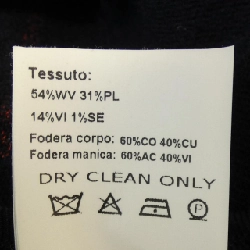 Tessuto:
54%WV 31%PL
14%VI 1%SE
Fodera corpo: 60%CO 40%CU
Fodera manica: 60%AC 40%VI
DRY CLEAN ONLY